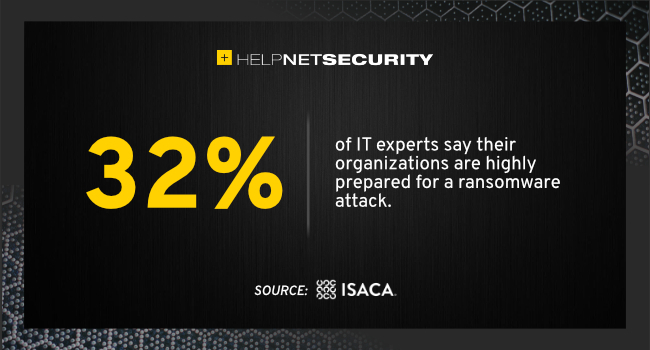 + HELPNETSECURITY
32%
of IT experts say their
organizations are highly
prepared for a ransomware
attack.
SOURCE: ISACA®